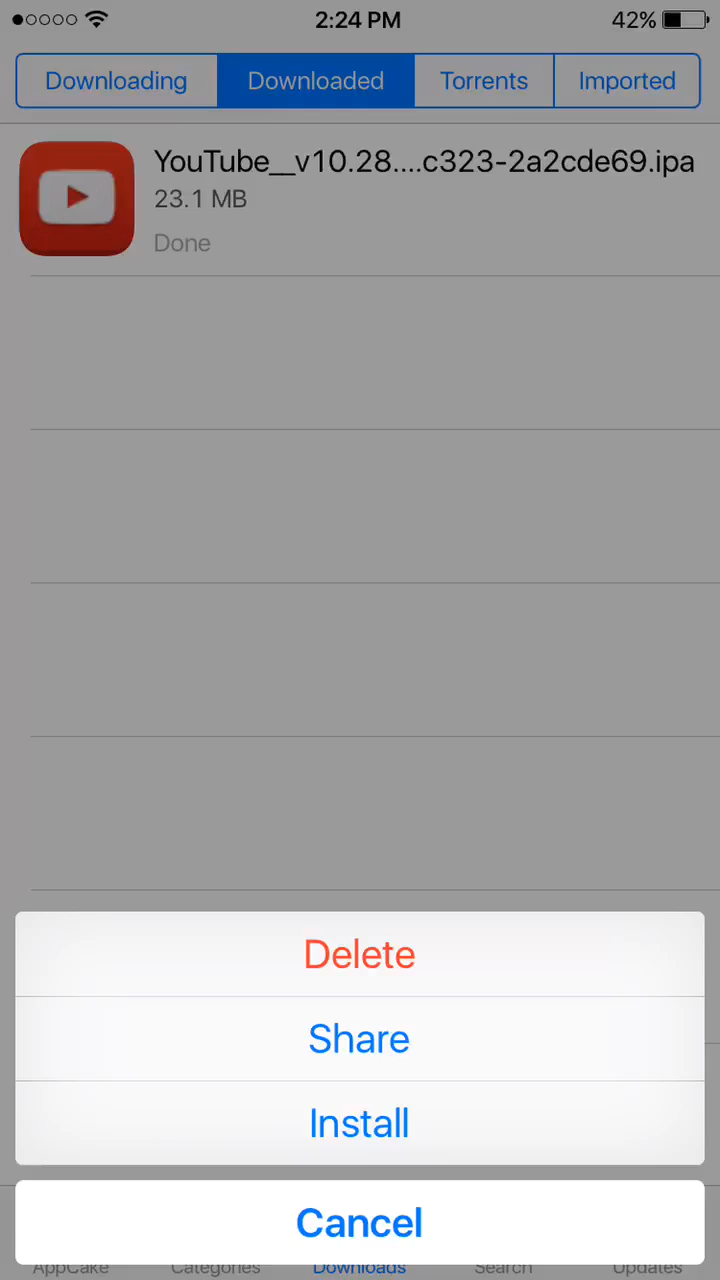 2:24 PM 42%
Downloading Downloaded Torrents Imported
YouTube__v10.28....c323-2a2cde69.ipa
23.1 MB
Done
Delete
Share
Install
Cancel
AppCake Categories Downloads Search Updates